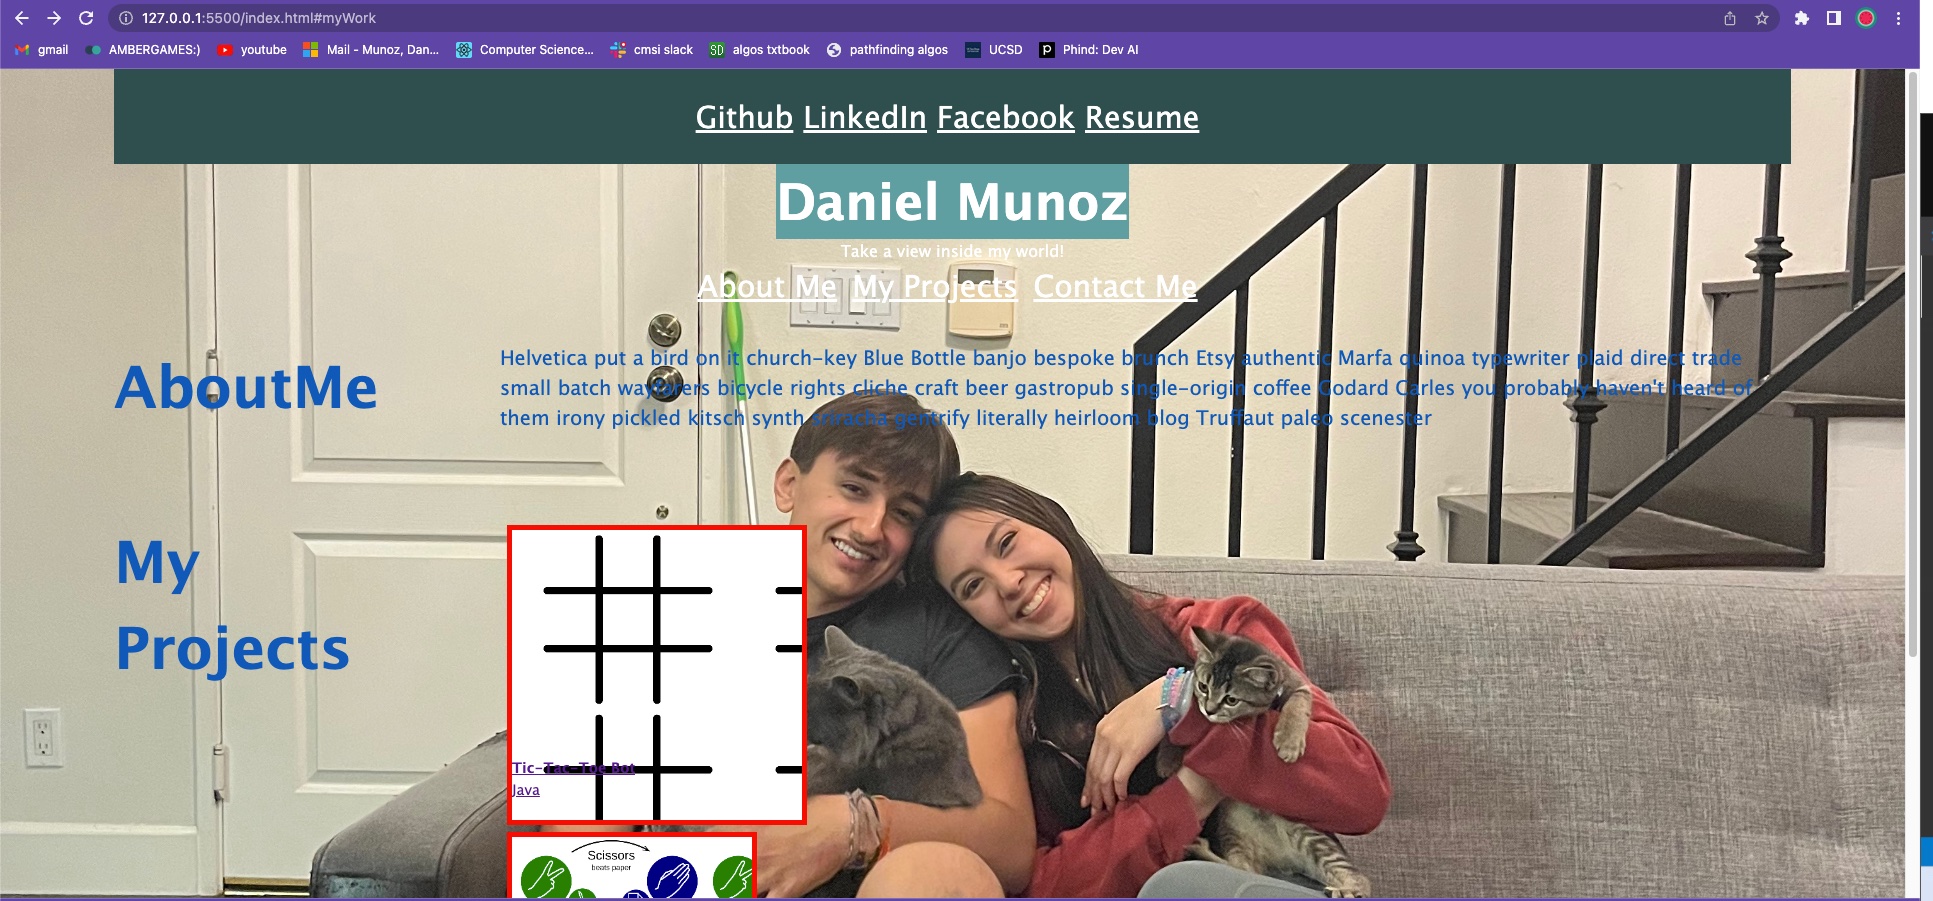 127.0.0.1:5500/index.html#myWork
gmail AMBERGAMES:) youtube Mail - Munoz, Dan... Computer Science... cmsi slack SD algos txtbook pathfinding algos UCSD p Phind: Dev AI
Github LinkedIn Facebook Resume
Daniel Munoz
Take a view inside my world!
About Me My Projects Contact Me
AboutMe
Helvetica put a bird on it church-key Blue Bottle banjo bespoke brunch Etsy authentic Marfa quinoa typewriter plaid direct trade
small batch wayfarers bicycle rights cliche craft beer gastropub single-origin coffee Godard Carles you probably haven't heard of
them irony pickled kitsch synth sriracha gentrify literally heirloom blog Truffaut paleo scenester
:
My
Projects
Tic-Tac-Toe Bot
Java
Scissors
beats paper